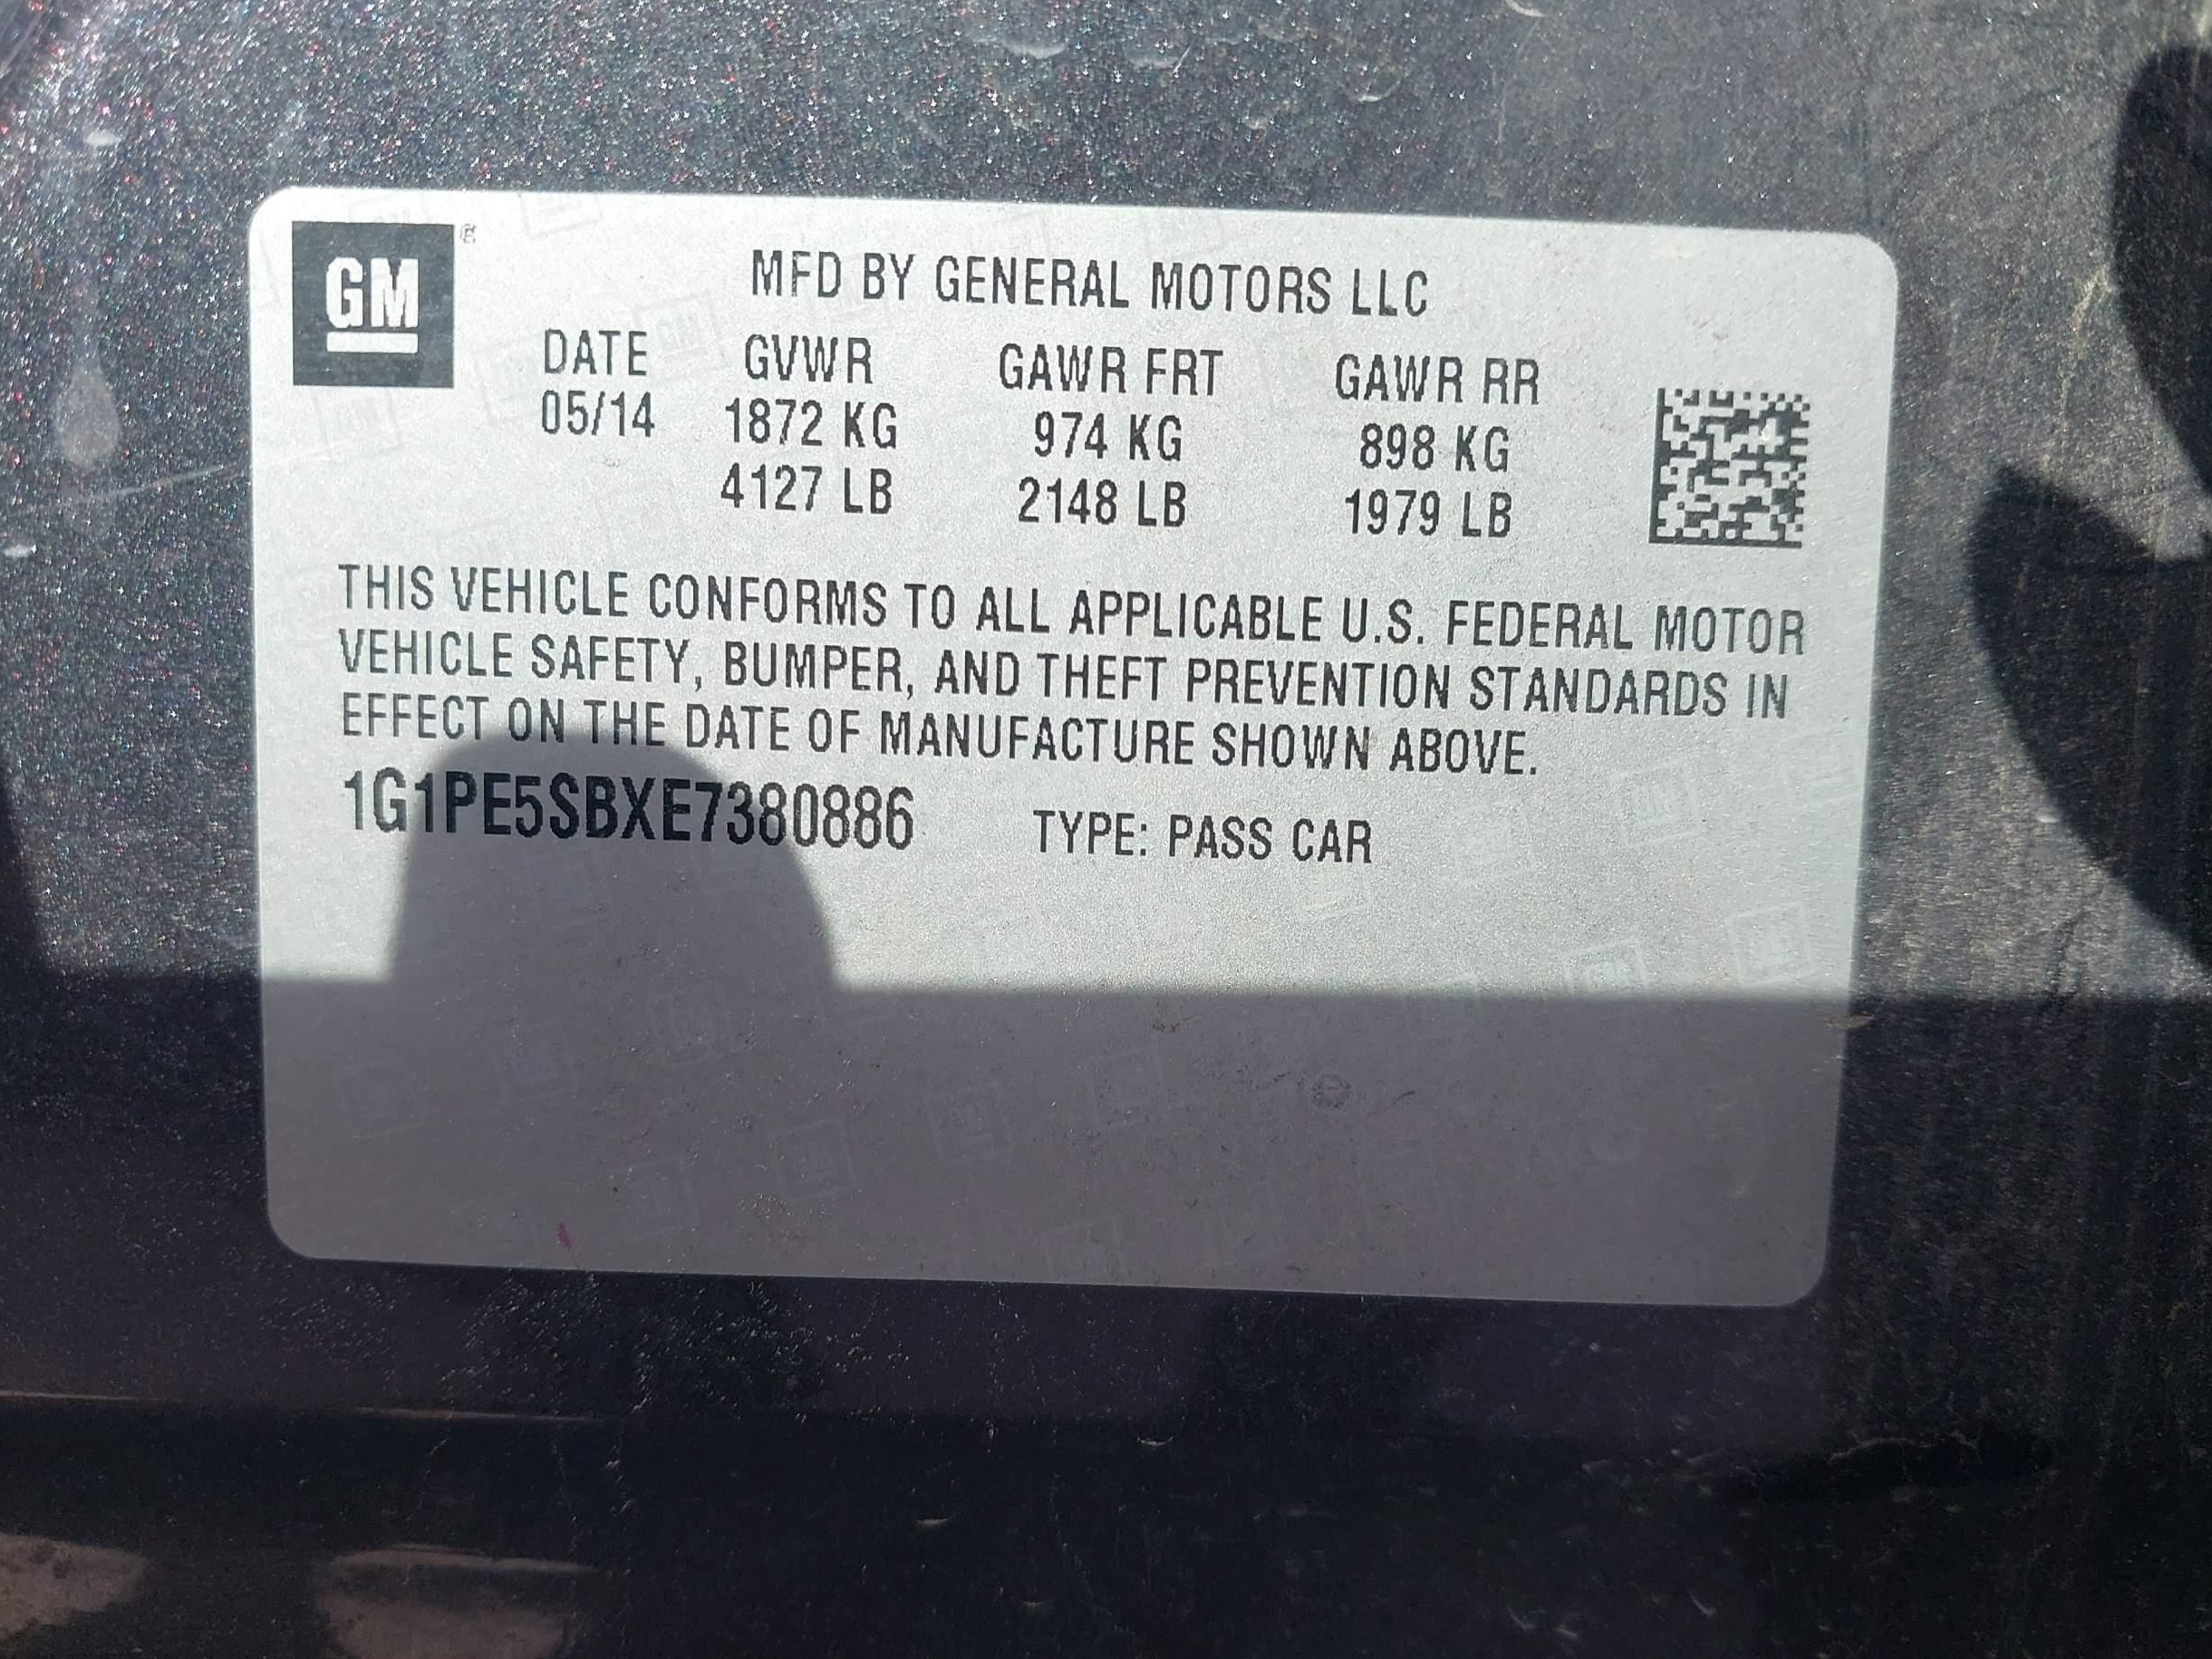 GM
MFD BY GENERAL MOTORS LLC
DATE GVWR GAWR FRT GAWR RR
05/14 1872 KG 974 KG 898 KG
4127 LB 2148 LB 1979 LB
THIS VEHICLE CONFORMS TO ALL APPLICABLE U.S. FEDERAL MOTOR
VEHICLE SAFETY, BUMPER, AND THEFT PREVENTION STANDARDS IN
EFFECT ON THE DATE OF MANUFACTURE SHOWN ABOVE.
1G1PE5SBXE7380886 TYPE: PASS CAR